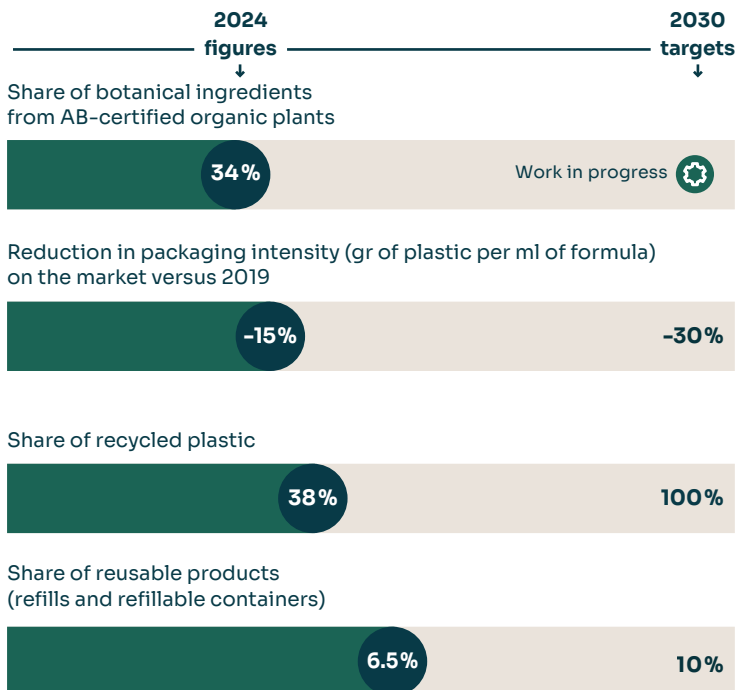 2024 2030
figures targets
Share of botanical ingredients
from AB-certified organic plants
34%
Work in progress
Reduction in packaging intensity (gr of plastic per ml of formula)
on the market versus 2019
-15%
-30%
Share of recycled plastic
38%
100%
Share of reusable products
(refills and refillable containers)
6.5%
10%